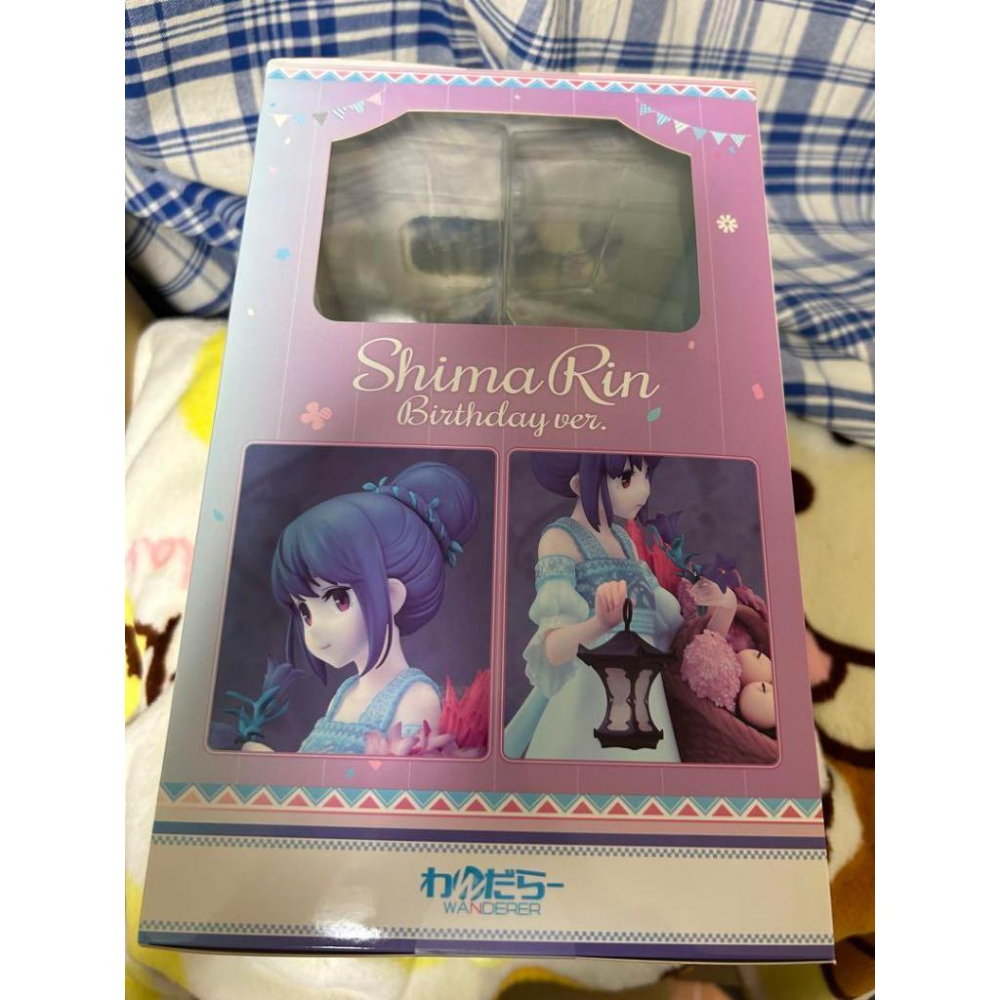 Shima Rin
Birthday ver.
わんだらー
WANDERER